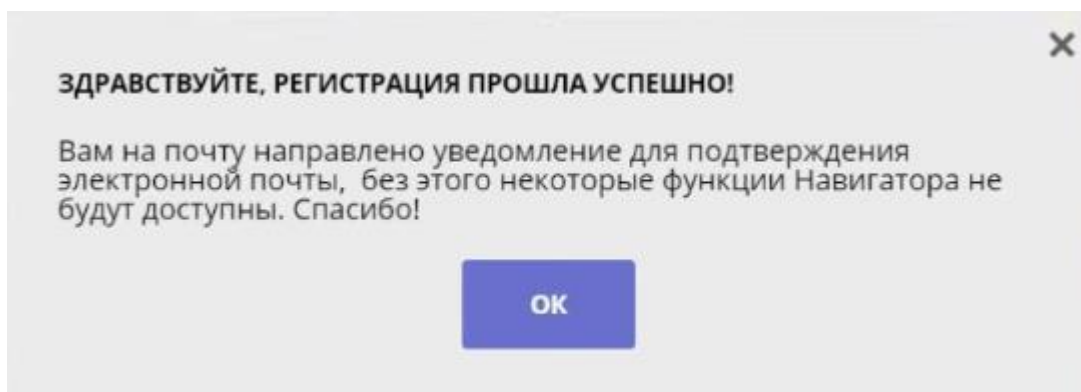 ЗДРАВСТВУЙТЕ, РЕГИСТРАЦИЯ ПРОШЛА УСПЕШНО!
Вам на почту направлено уведомление для подтверждения
электронной почты,  без этого некоторые функции Навигатора не
будут доступны. Спасибо!
ОК